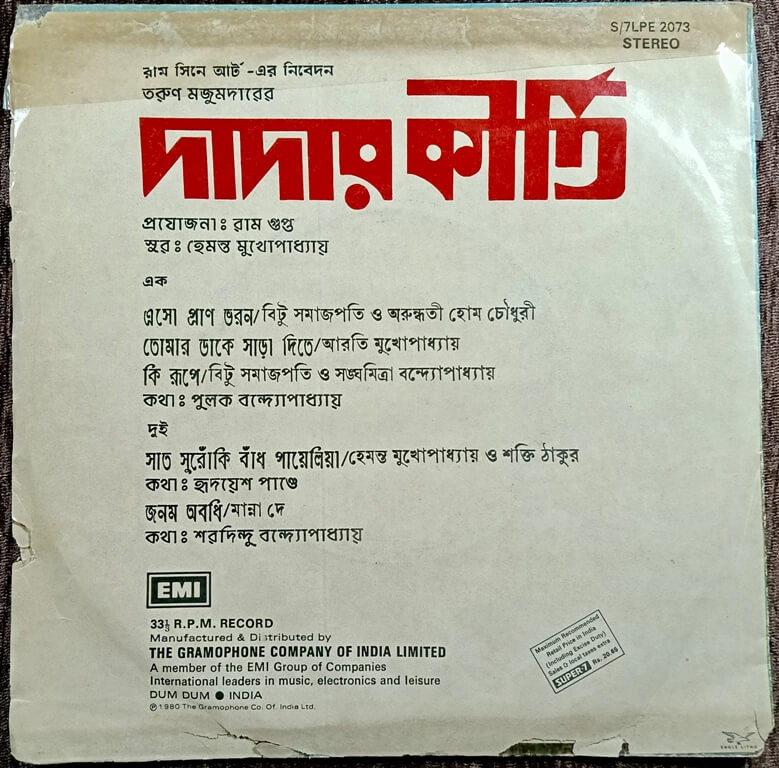 S/7LPE 2073
STEREO
রাম সিনে আর্ট -এর নিবেদন
তরুণ মজুমদারের
দাদার কীর্তি
প্রযোজনা: রাম গুপ্ত
সুর: হেমন্ত মুখোপাধ্যায়
এক
এসো প্রাণ ভরন/বিটু সমাজপতি ও অরুন্ধতী হোম চৌধুরী
তোমার ডাকে সাড়া দিতে/আরতি মুখোপাধ্যায়
কি রূপে/বিটু সমাজপতি ও সঙ্ঘমিত্রা বন্দ্যোপাধ্যায়
কথা: পুলক বন্দ্যোপাধ্যায়
দুই
সাত সুরোঁকি বাঁধ পায়েলিয়া/হেমন্ত মুখোপাধ্যায় ও শক্তি ঠাকুর
কথা: হৃদয়েশ পাণ্ডে
জনম অবধি/মান্না দে
কথা: শরদিন্দু বন্দ্যোপাধ্যায়
EMI
33⅓ R.P.M. RECORD
Manufactured & Distributed by
THE GRAMOPHONE COMPANY OF INDIA LIMITED
A member of the EMI Group of Companies
International leaders in music, electronics and leisure
DUM DUM ● INDIA
℗ 1980 The Gramophone Co. Of. India Ltd.
Maximum Recommended
Retail Price in India
(Including Excise Duty)
Sales & local taxes extra
SUPER-7 Rs. 20.65
EAGLE LITHO